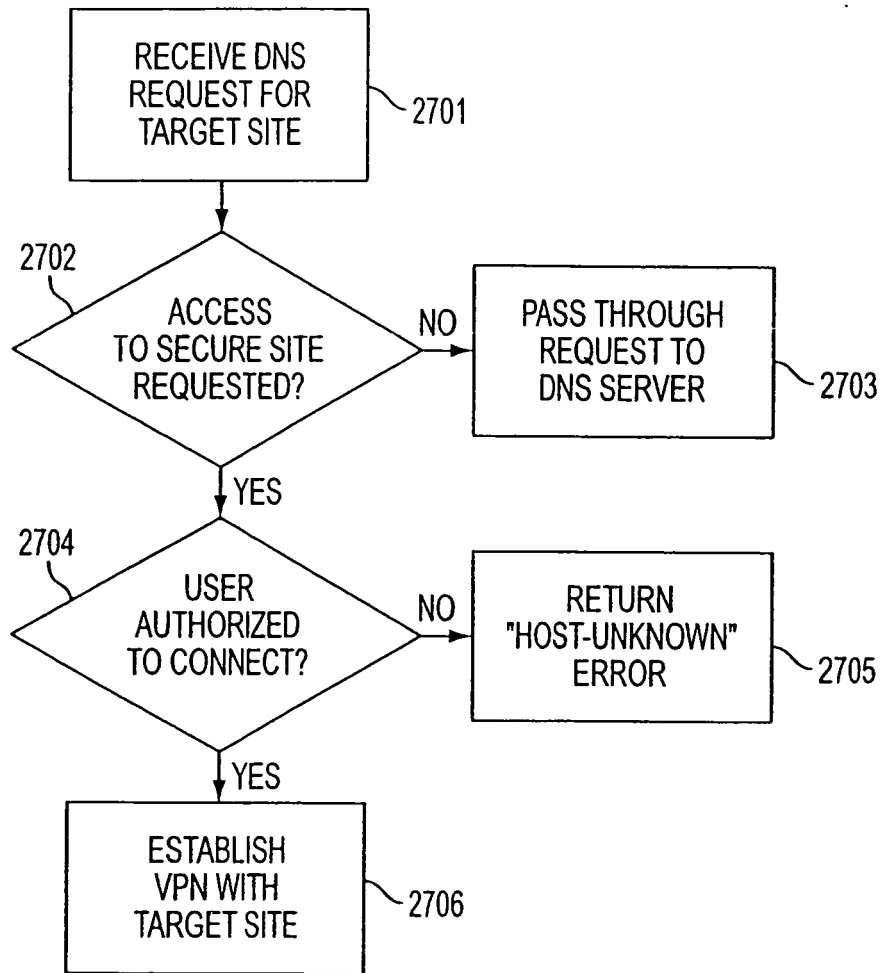 RECEIVE DNS
REQUEST FOR
TARGET SITE
2701
2702
ACCESS
TO SECURE SITE
REQUESTED?
NO
PASS THROUGH
REQUEST TO
DNS SERVER
2703
YES
2704
USER
AUTHORIZED
TO CONNECT?
NO
RETURN
"HOST-UNKNOWN"
ERROR
2705
YES
ESTABLISH
VPN WITH
TARGET SITE
2706